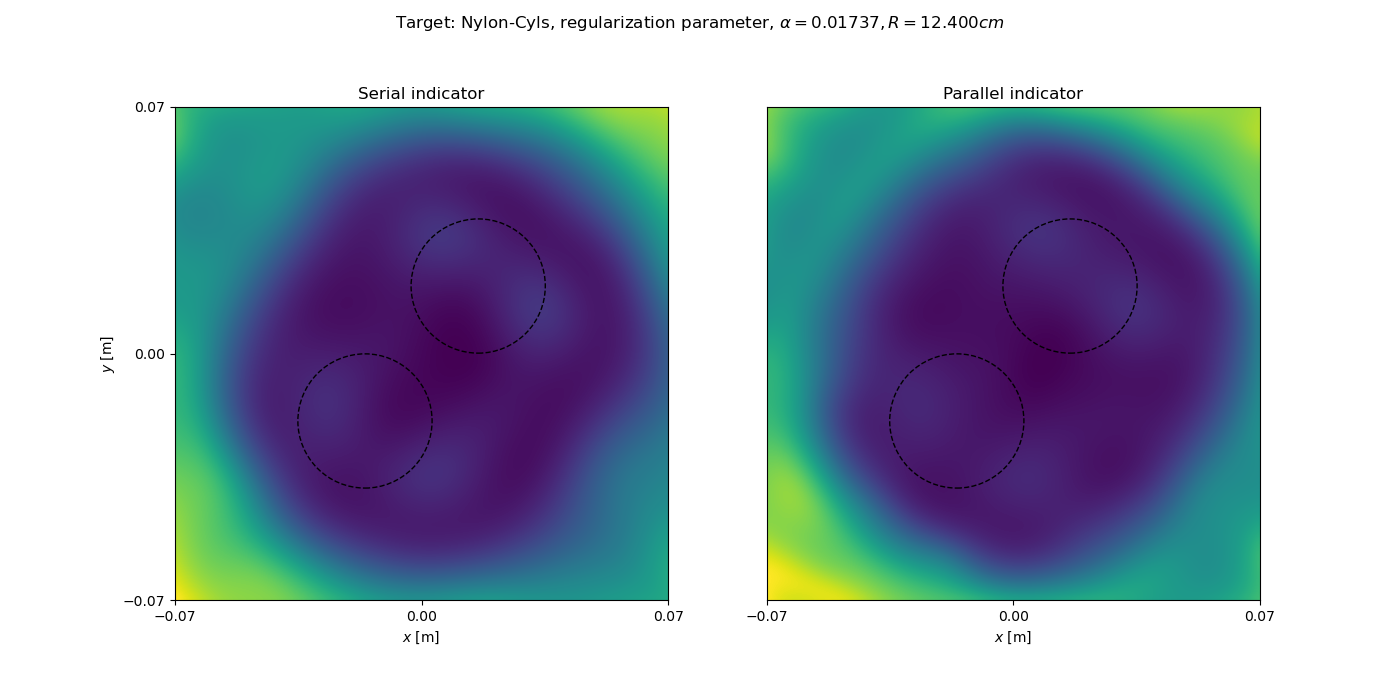 Target: Nylon-Cyls, regularization parameter, α = 0.01737, R = 12.400cm
Serial indicator
Parallel indicator
0.07
0.00
−0.07
y [m]
−0.07 0.00 0.07
x [m]
−0.07 0.00 0.07
x [m]